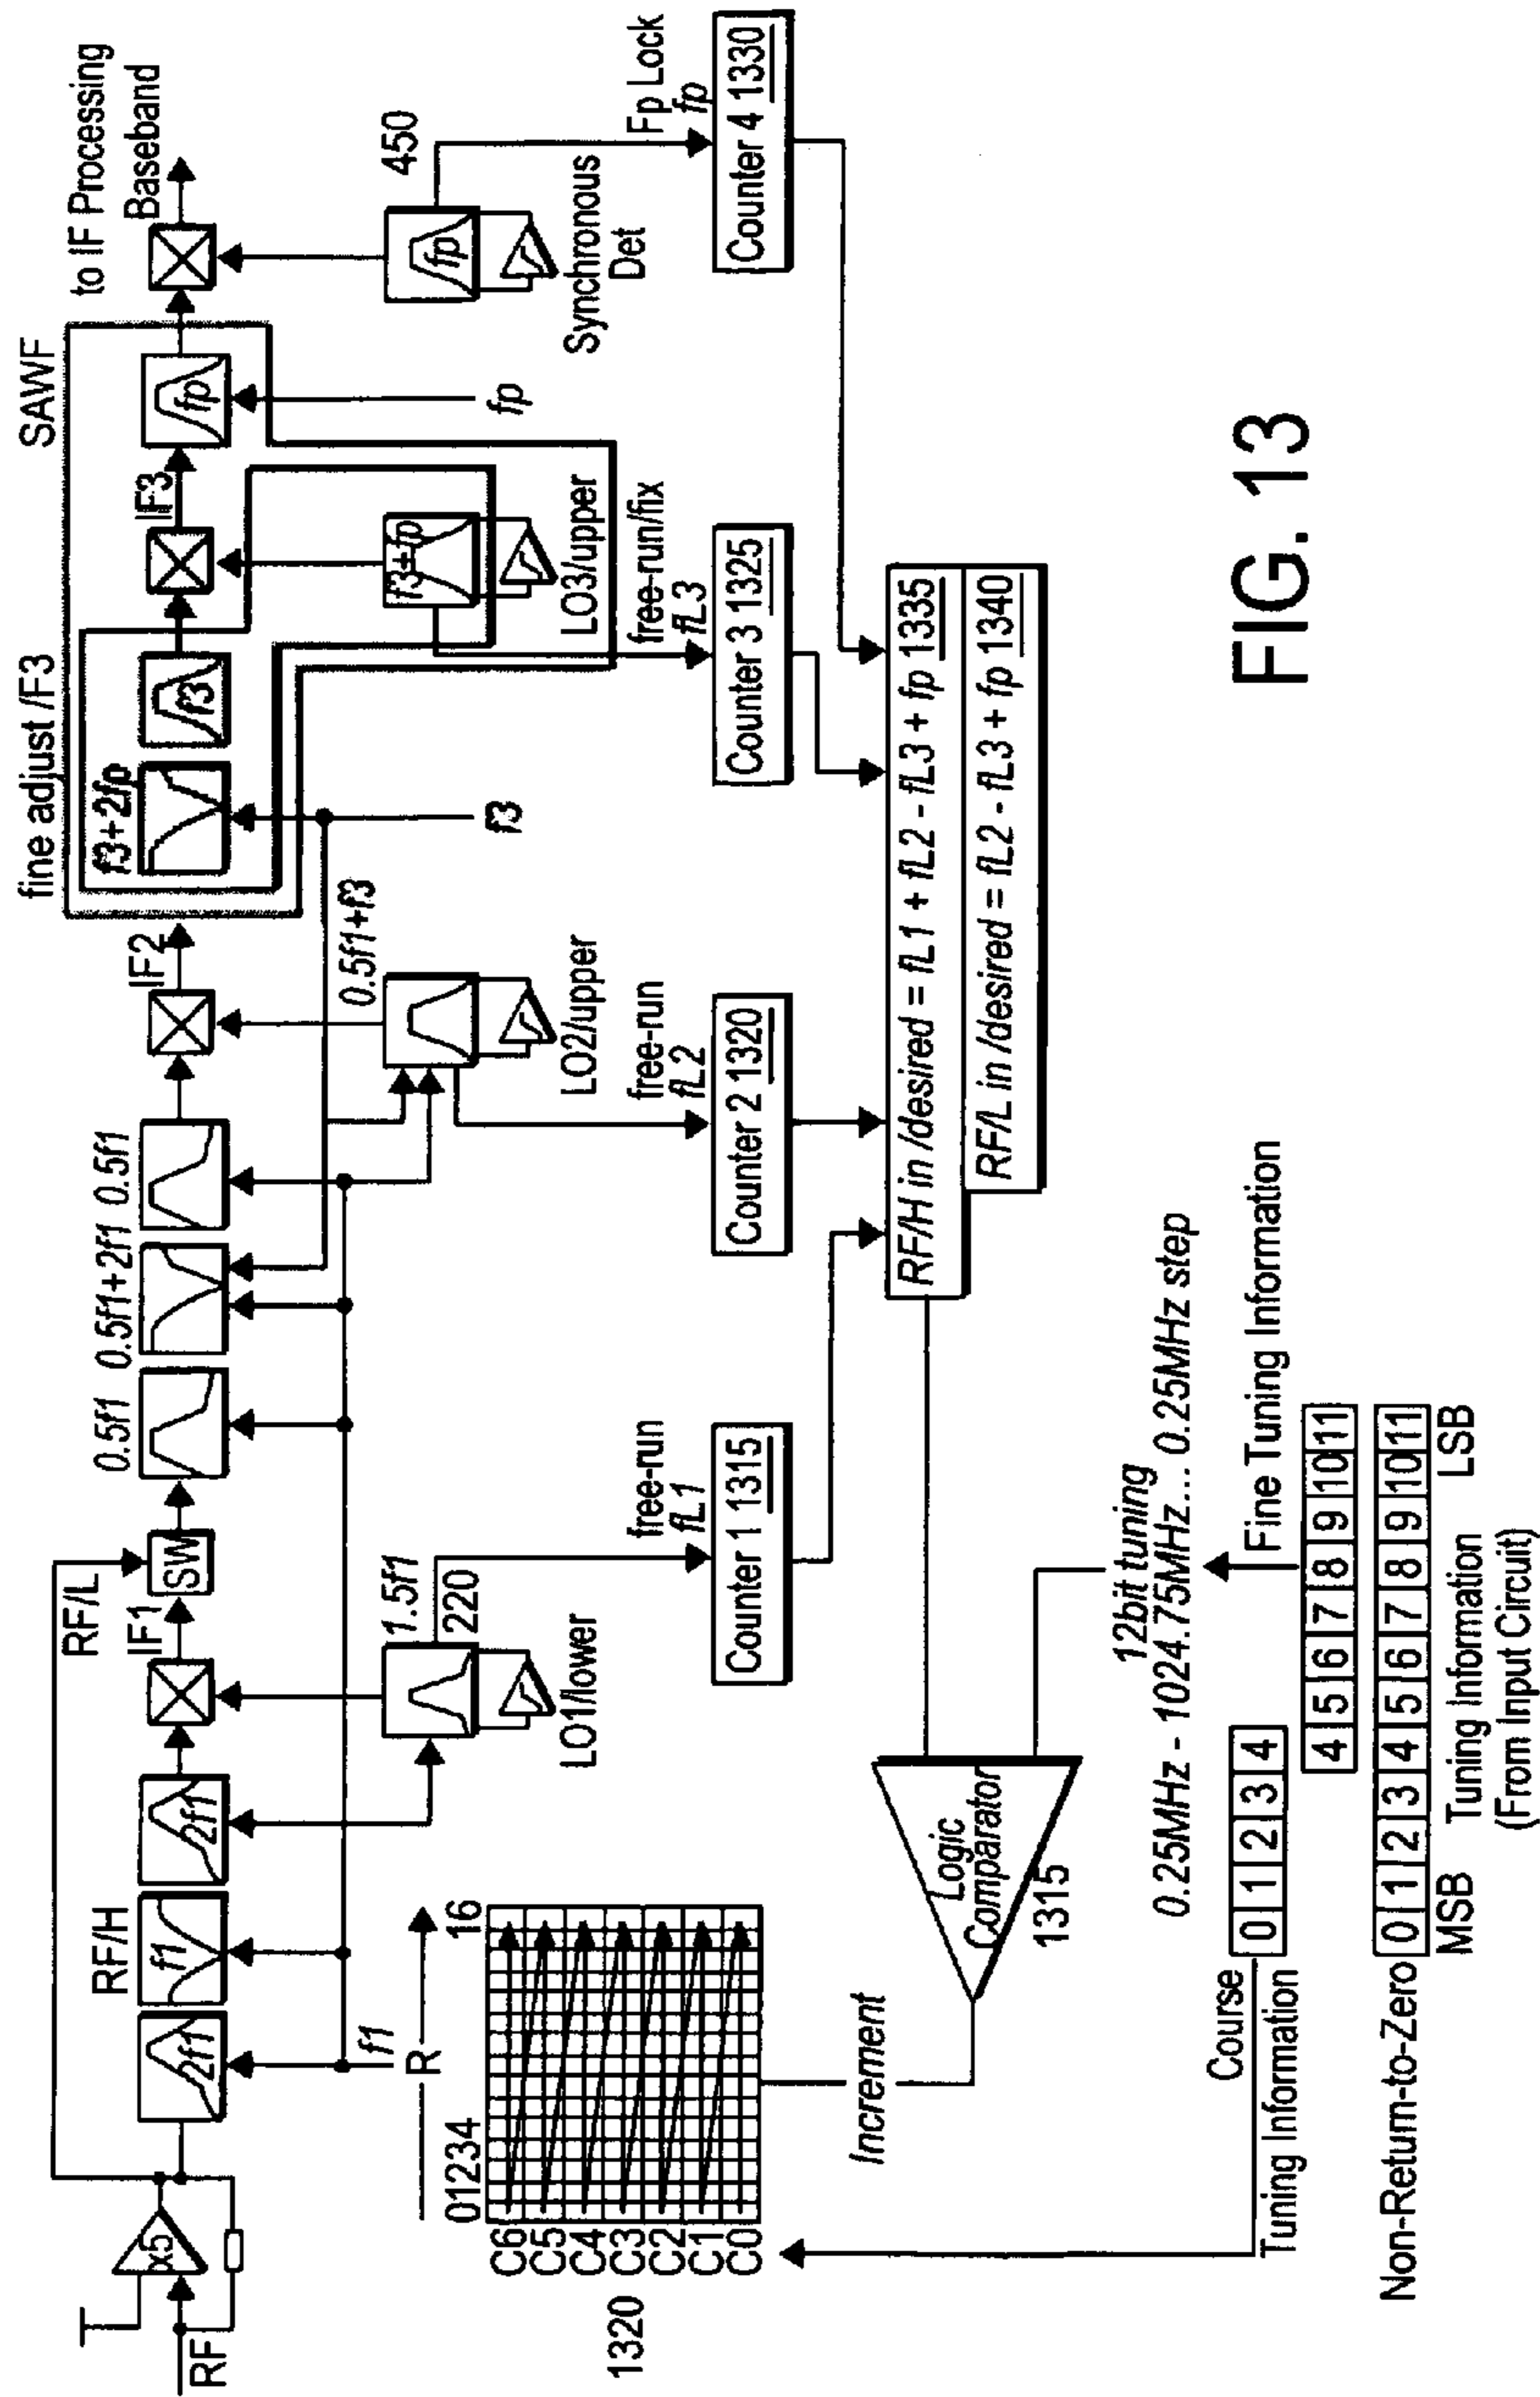 fine adjust /F3
SAWF
to IF Processing
Baseband
RF/L
RF/H
IF1
SW
0.5f1
0.5f1+2f1
0.5f1
IF2
f3+2fp
f3
IF3
fp
RF
x5
2f1
f1
2f1
f1
1.5f1
220
LO1/lower
0.5f1+f3
LO2/upper
f3
f3+fp
LO3/upper
fp
fp
450
Synchronous
Det
R
01234
16
C6
C5
C4
C3
C2
C1
C0
1320
free-run
fL1
free-run
fL2
free-run/fix
fL3
Fp Lock
fp
Counter 1 1315
Counter 2 1320
Counter 3 1325
Counter 4 1330
RF/H in /desired = fL1 + fL2 - fL3 + fp 1335
RF/L in /desired = fL2 - fL3 + fp 1340
Increment
Logic
Comparator
1315
12bit tuning
0.25MHz - 1024.75MHz... 0.25MHz step
Course
Tuning Information
0 1 2 3 4
Fine Tuning Information
4 5 6 7 8 9 10 11
Non-Return-to-Zero
0 1 2 3 4 5 6 7 8 9 10 11
MSB
LSB
Tuning Information
(From Input Circuit)
FIG. 13